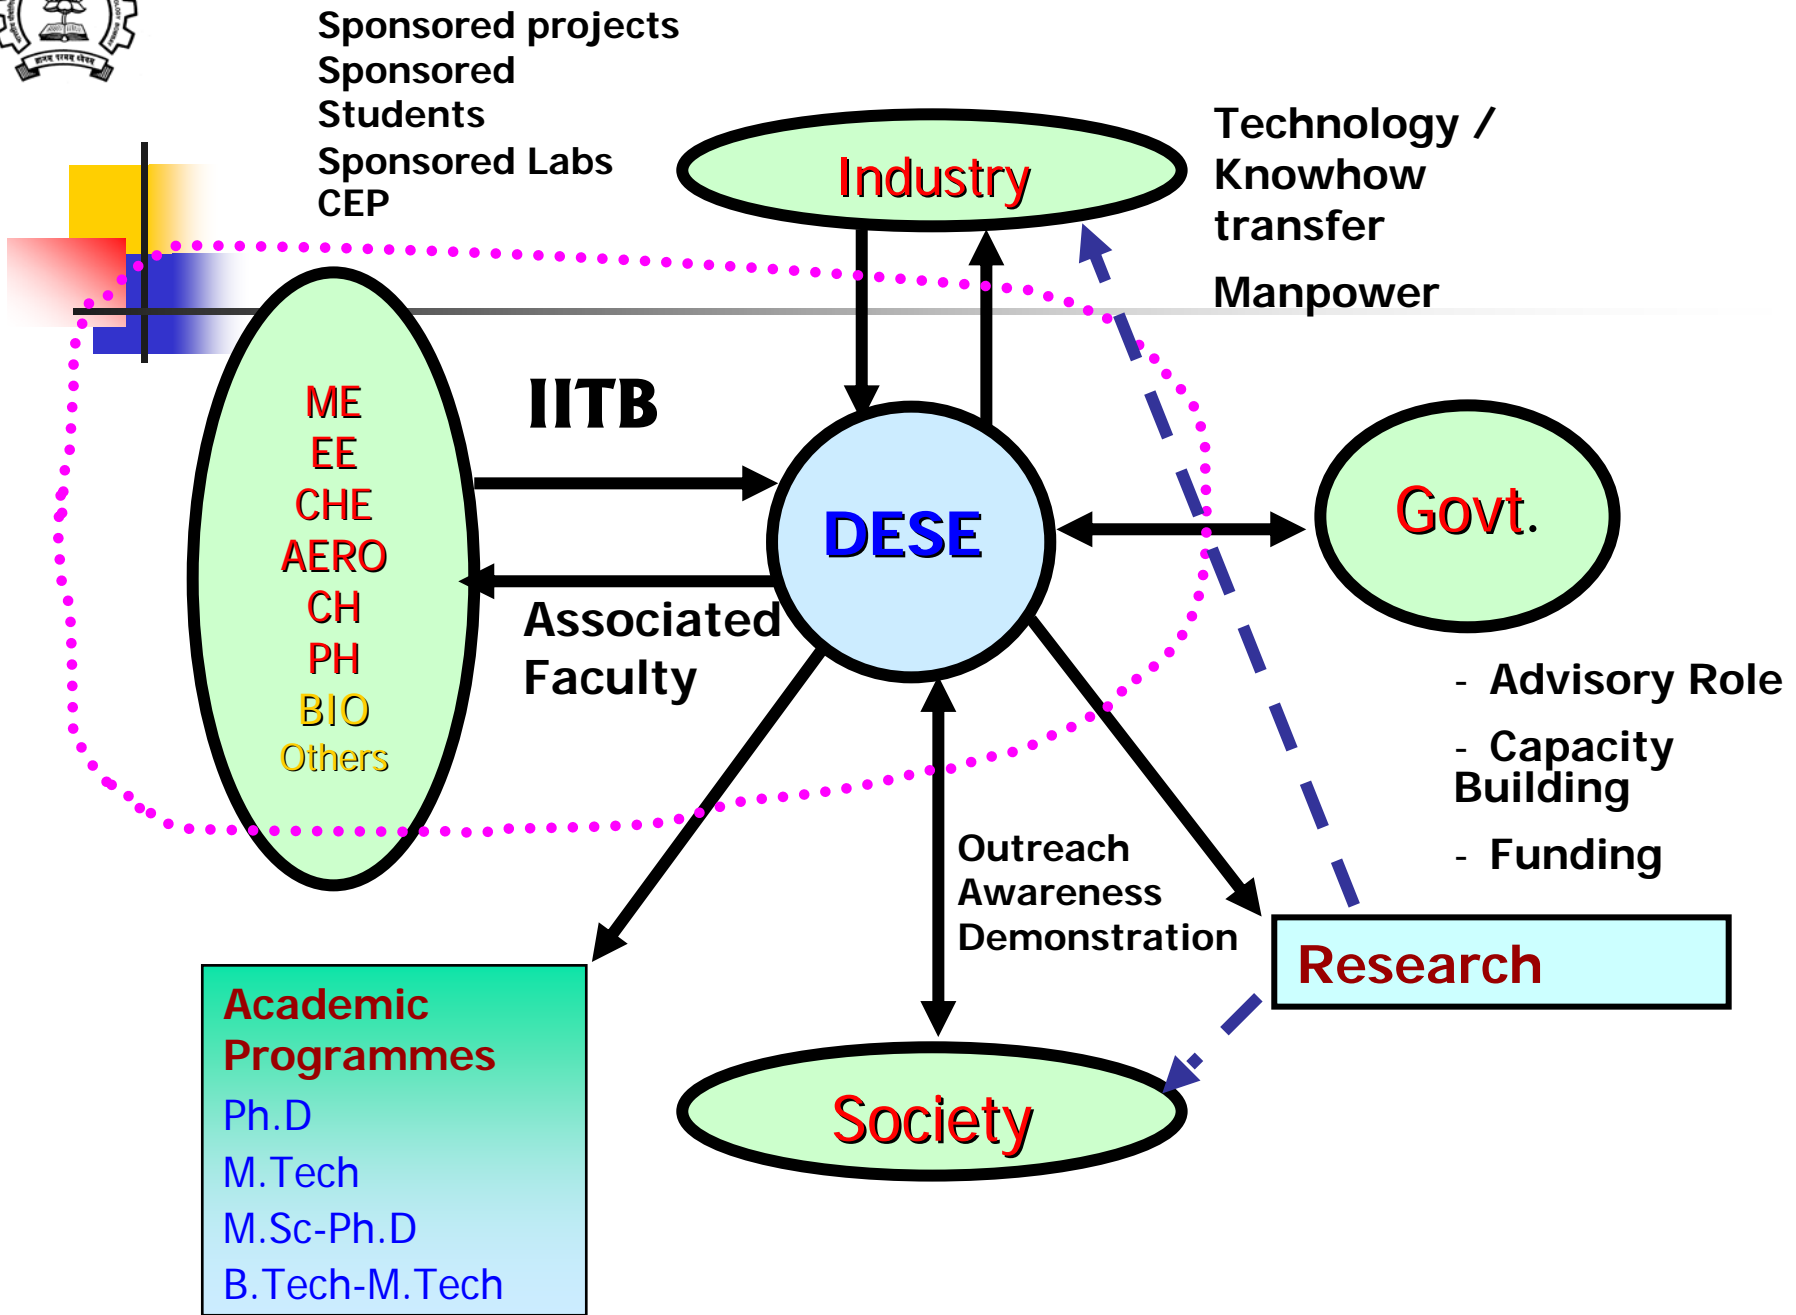 Sponsored projects
Sponsored
Students
Sponsored Labs
CEP
Industry
Technology /
Knowhow
transfer
Manpower
ME
EE
CHE
AERO
CH
PH
BIO
Others
IITB
Associated
Faculty
DESE
Govt.
- Advisory Role
- Capacity
Building
- Funding
Outreach
Awareness
Demonstration
Research
Society
Academic
Programmes
Ph.D
M.Tech
M.Sc-Ph.D
B.Tech-M.Tech